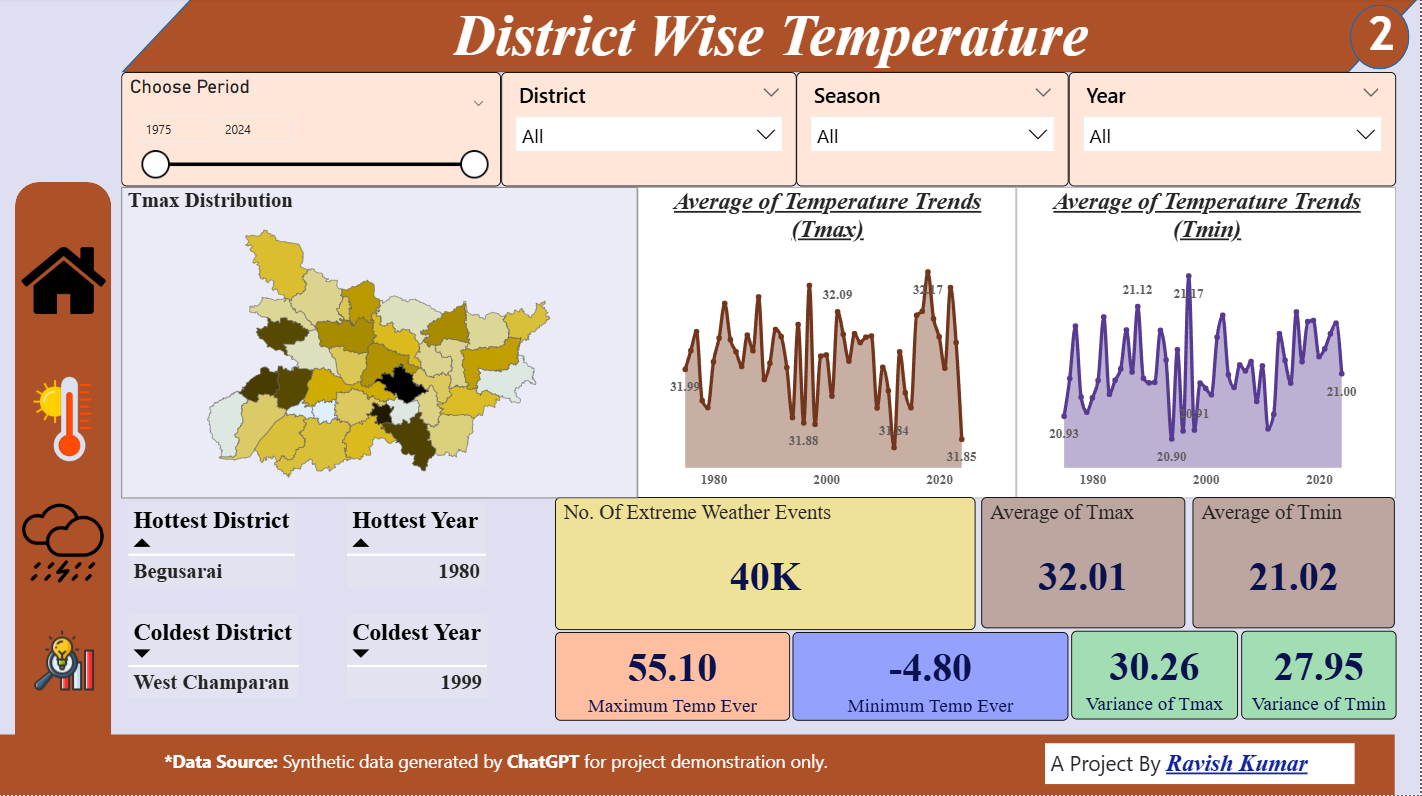 District Wise Temperature
2
Choose Period
1975
2024
District
All
Season
All
Year
All
Tmax Distribution
Average of Temperature Trends
(Tmax)
32.09
32.17
31.99
31.88
31.84
31.85
1980
2000
2020
Average of Temperature Trends
(Tmin)
21.12
21.17
20.93
20.91
20.90
21.00
1980
2000
2020
Hottest District
Begusarai
Hottest Year
1980
Coldest District
West Champaran
Coldest Year
1999
No. Of Extreme Weather Events
40K
Average of Tmax
32.01
Average of Tmin
21.02
55.10
Maximum Temp Ever
-4.80
Minimum Temp Ever
30.26
Variance of Tmax
27.95
Variance of Tmin
*Data Source: Synthetic data generated by ChatGPT for project demonstration only.
A Project By Ravish Kumar